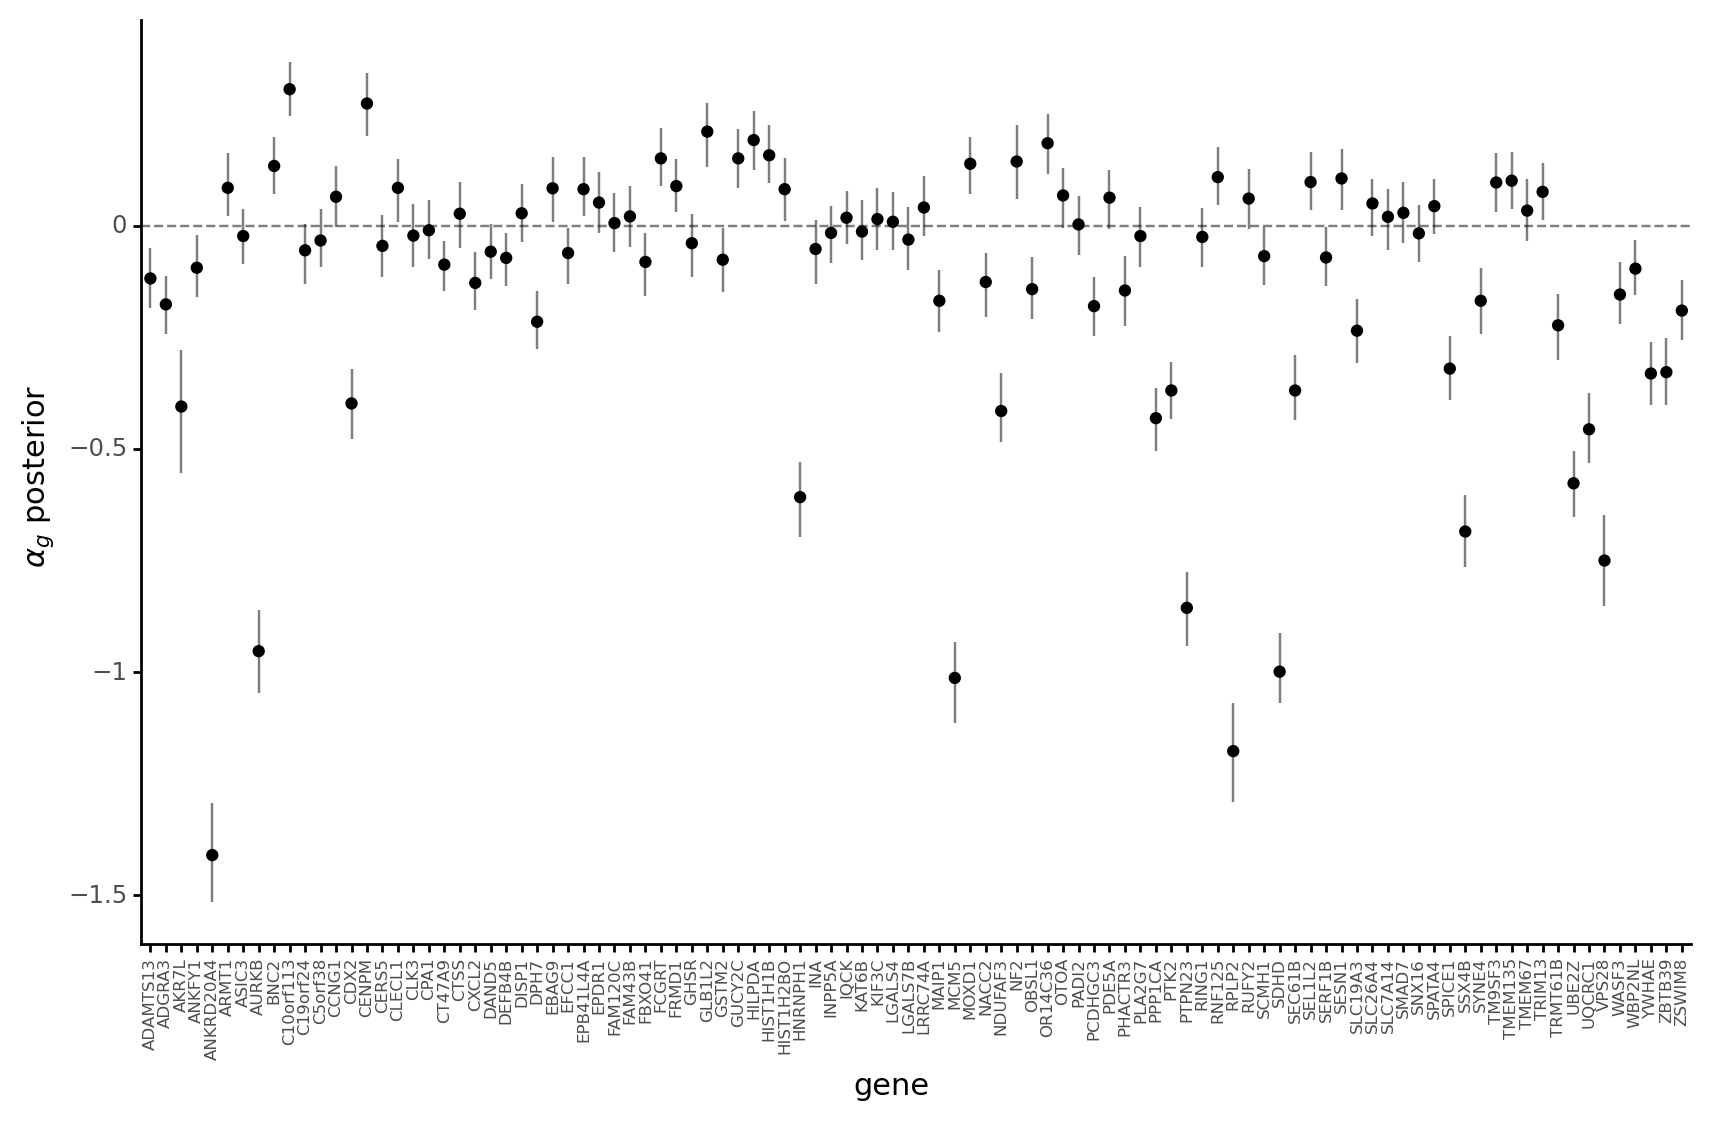 α_g posterior
0
−0.5
−1
−1.5
ADAMTS13
ADGRA3
AKR7L
ANKFY1
ANKRD20A4
ARMT1
ASIC3
AURKB
BNC2
C10orf113
C19orf24
C5orf38
CCNG1
CDX2
CENPM
CERS5
CLECL1
CLK3
CPA1
CT47A9
CTSS
CXCL2
DAND5
DEFB4B
DISP1
DPH7
EBAG9
EFCC1
EPB41L4A
EPDR1
FAM120C
FAM43B
FBXO41
FCGRT
FRMD1
GHSR
GLB1L2
GSTM2
GUCY2C
HILPDA
HIST1H1B
HIST1H2BO
HNRNPH1
INA
INPP5A
IQCK
KAT6B
KIF3C
LGALS4
LGALS7B
LRRC74A
MAIP1
MCM5
MOXD1
NACC2
NDUFAF3
NF2
OBSL1
OR14C36
OTOA
PADI2
PCDHGC3
PDE5A
PHACTR3
PLA2G7
PPP1CA
PTK2
PTPN23
RING1
RNF125
RPLP2
RUFY2
SCMH1
SDHD
SEC61B
SEL1L2
SERF1B
SESN1
SLC19A3
SLC26A4
SLC7A14
SMAD7
SNX16
SPATA4
SPICE1
SSX4B
SYNE4
TM9SF3
TMEM135
TMEM67
TRIM13
TRMT61B
UBE2Z
UQCRC1
VPS28
WASF3
WBP2NL
YWHAE
ZBTB39
ZSWIM8
gene